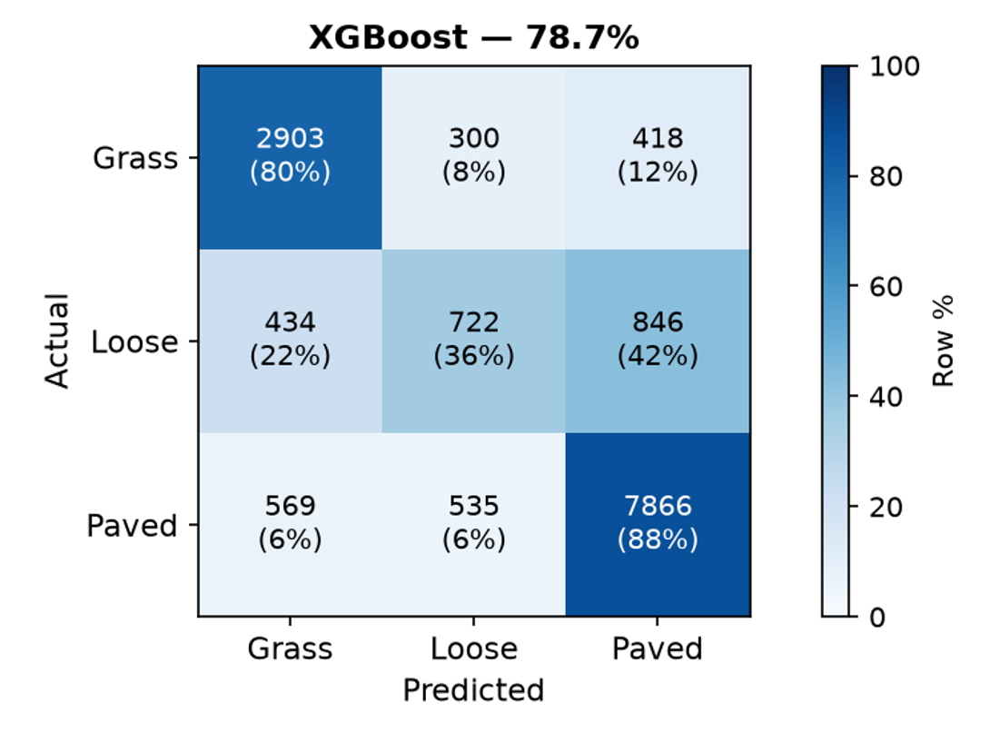 XGBoost — 78.7%
Actual
Grass
2903
(80%)
300
(8%)
418
(12%)
Loose
434
(22%)
722
(36%)
846
(42%)
Paved
569
(6%)
535
(6%)
7866
(88%)
Grass
Loose
Paved
Predicted
100
80
60
40
20
0
Row %